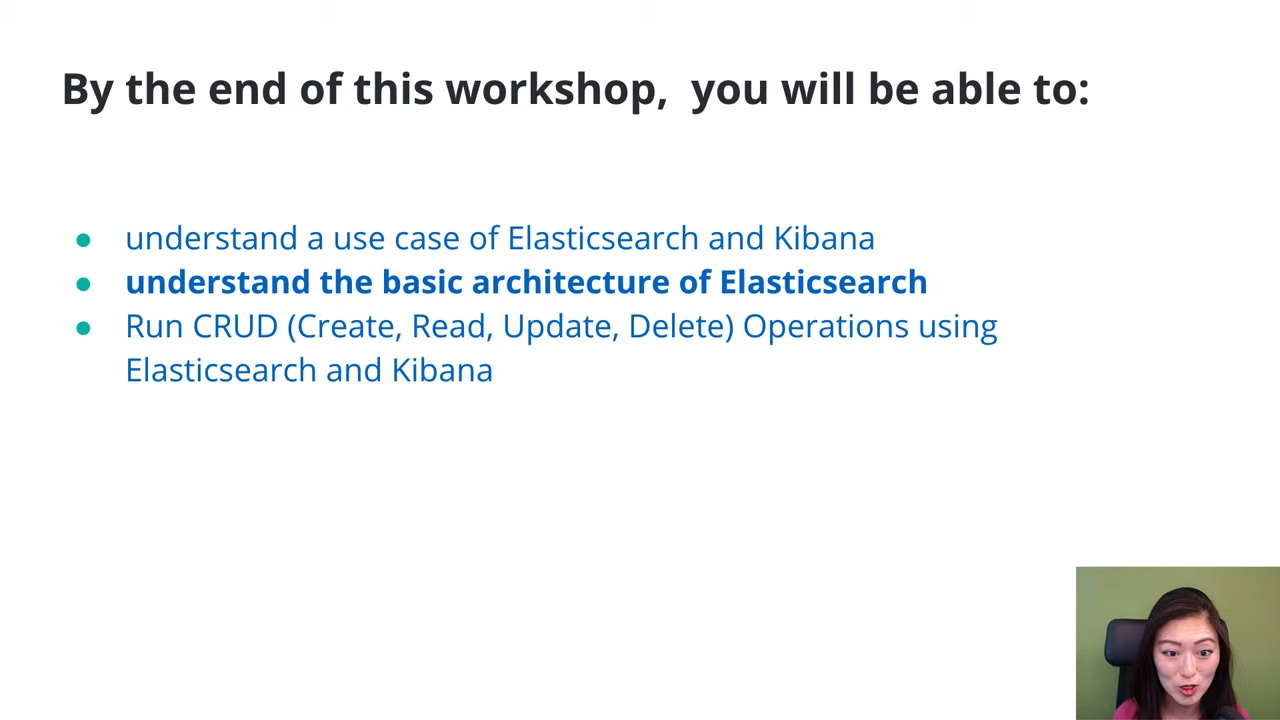 By the end of this workshop,  you will be able to:
● understand a use case of Elasticsearch and Kibana
● understand the basic architecture of Elasticsearch
● Run CRUD (Create, Read, Update, Delete) Operations using
Elasticsearch and Kibana